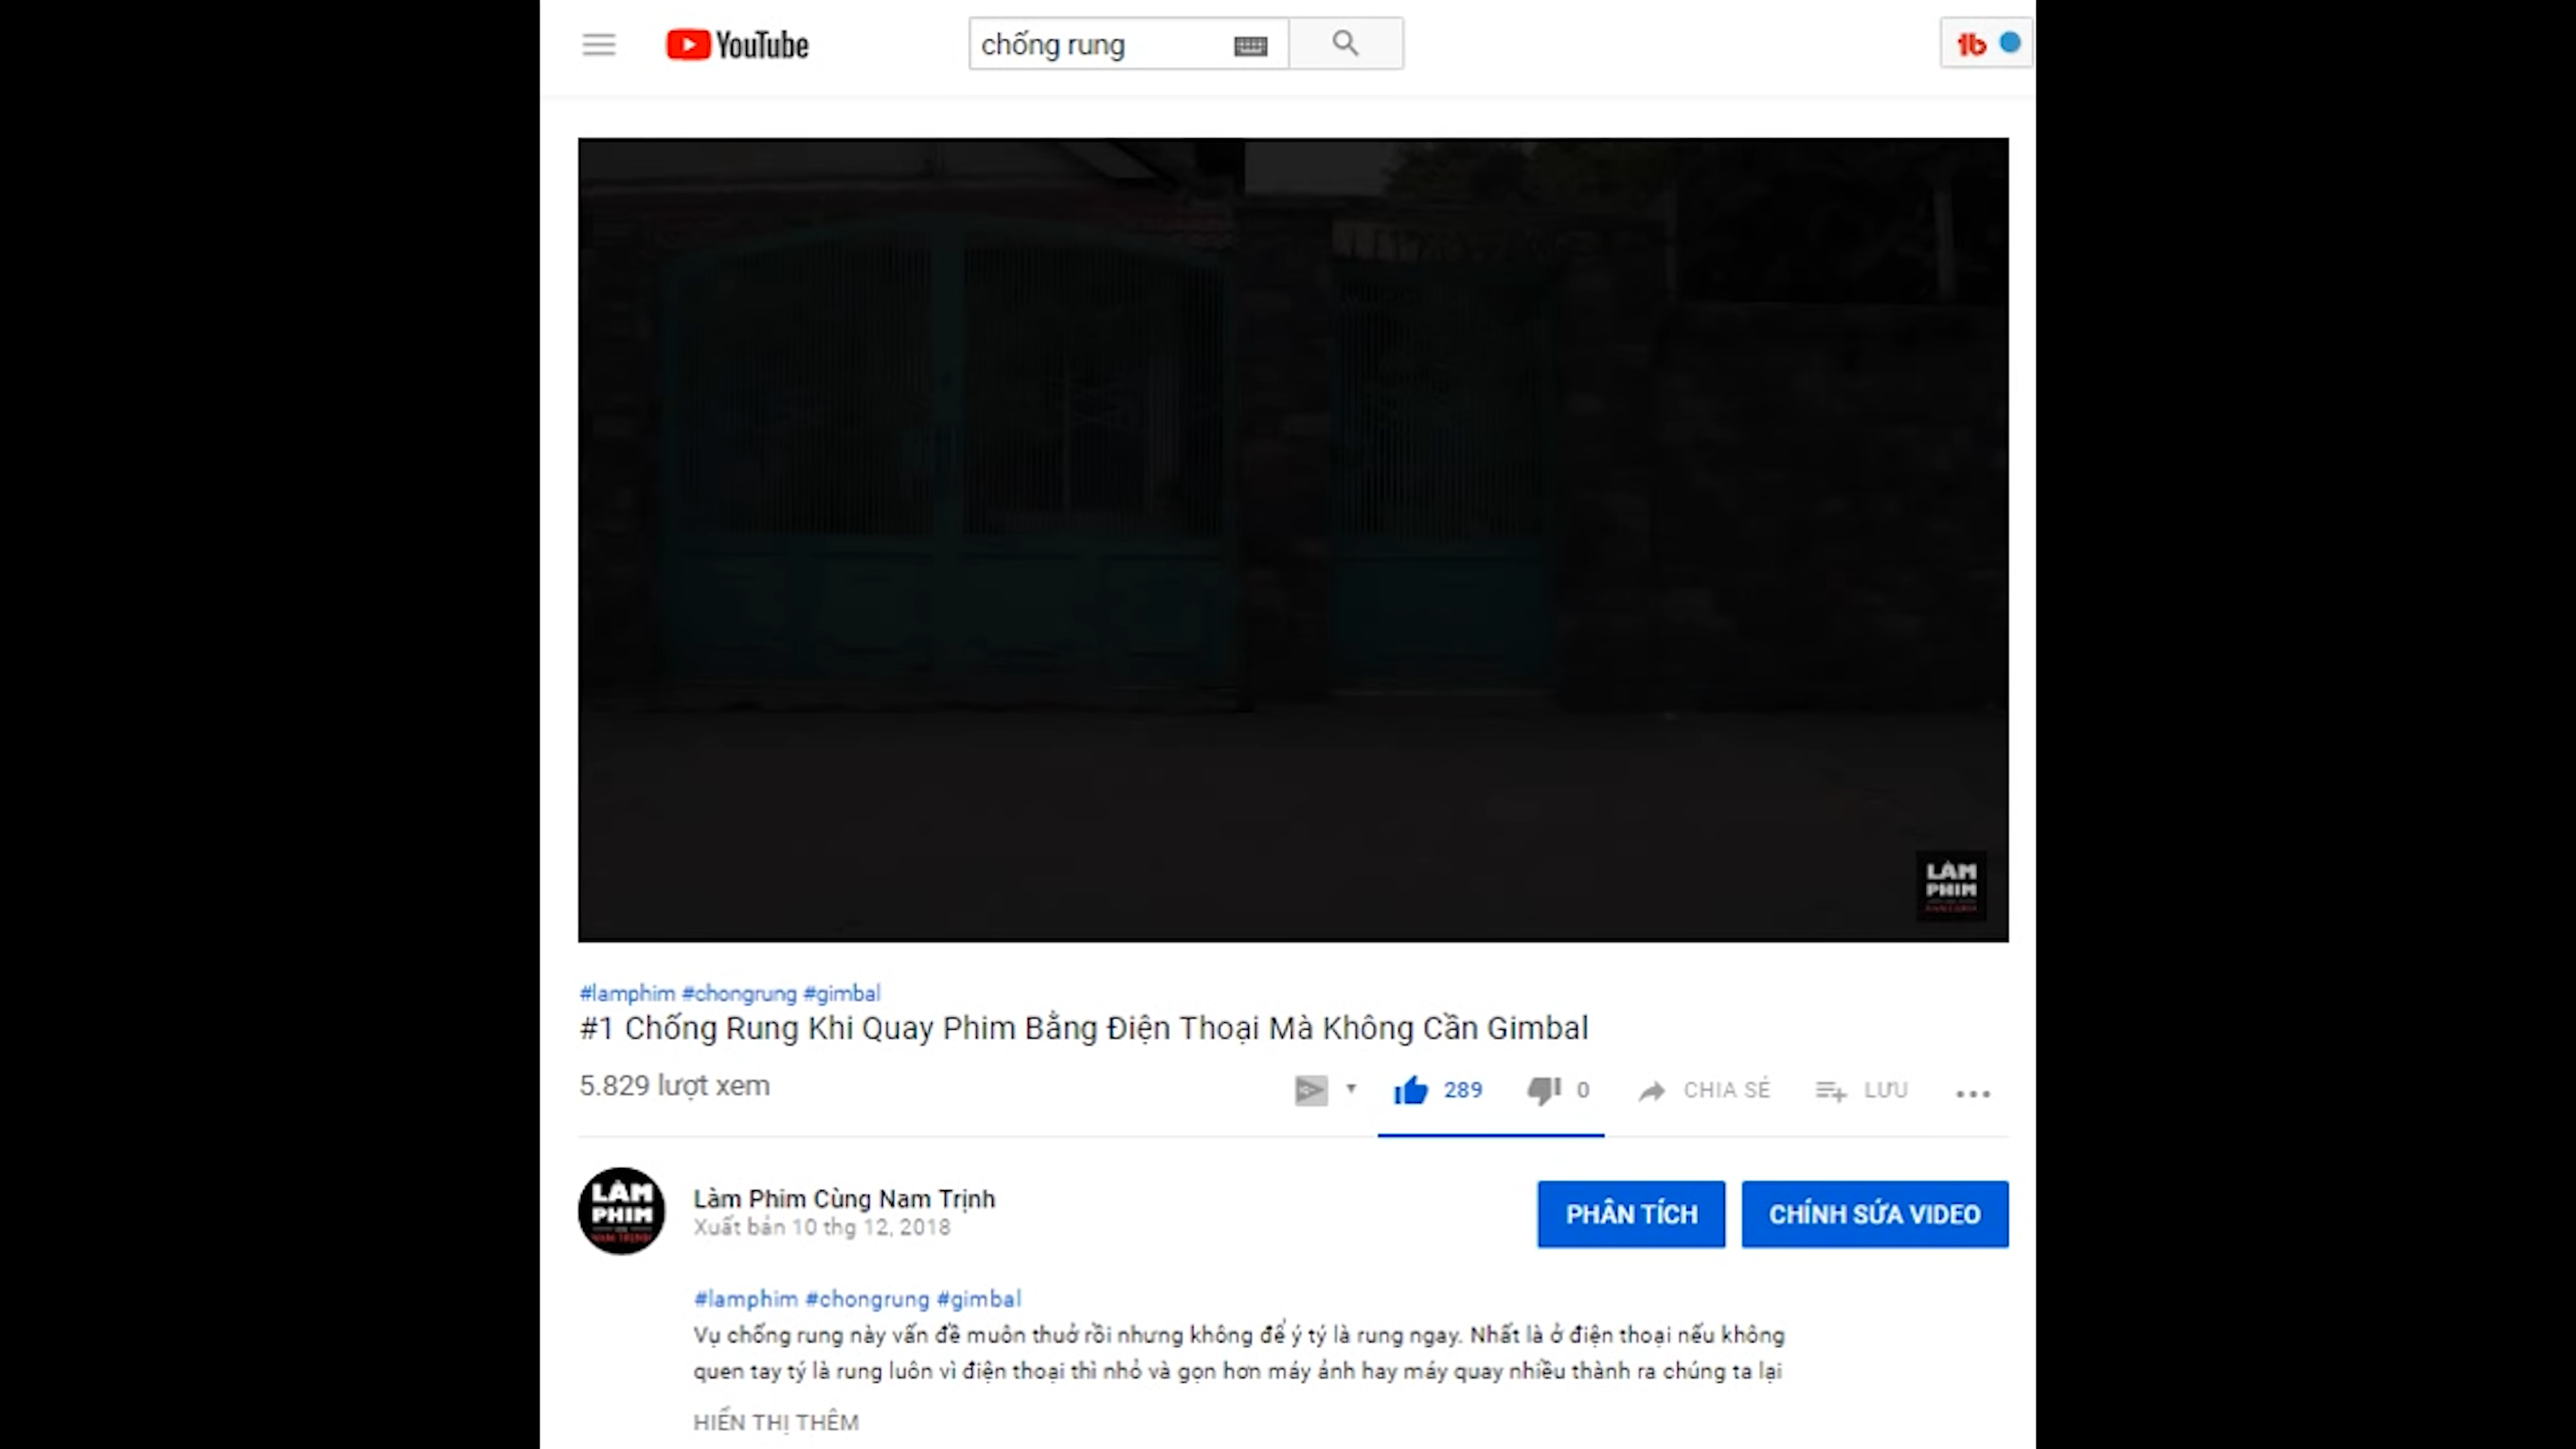 YouTube
chống rung
LÀM
PHIM
#lamphim #chongrung #gimbal
#1 Chống Rung Khi Quay Phim Bằng Điện Thoại Mà Không Cần Gimbal
5.829 lượt xem
289
0
CHIA SẺ
LƯU
LÀM
PHIM
NAM TRỊNH
Làm Phim Cùng Nam Trịnh
Xuất bản 10 thg 12, 2018
PHÂN TÍCH
CHỈNH SỬA VIDEO
#lamphim #chongrung #gimbal
Vụ chống rung này vấn đề muôn thuở rồi nhưng không để ý tý là rung ngay. Nhất là ở điện thoại nếu không
quen tay tý là rung luôn vì điện thoại thì nhỏ và gọn hơn máy ảnh hay máy quay nhiều thành ra chúng ta lại
HIỂN THỊ THÊM